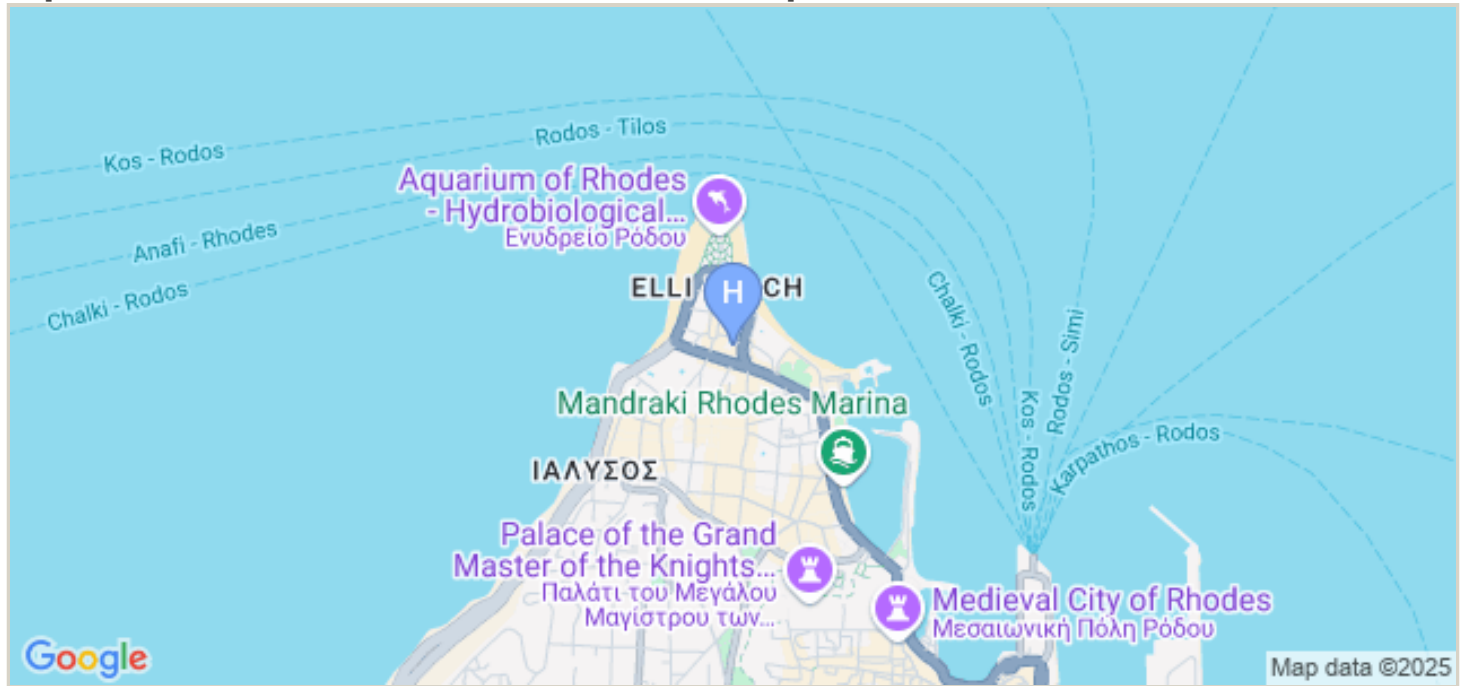 Kos - Rodos
Rodos - Tilos
Anafi - Rhodes
Chalki - Rodos
Aquarium of Rhodes
- Hydrobiological...
Ενυδρείο Ρόδου
ELLI
CH
H
Chalki - Rodos
Kos - Rodos
Rodos - Simi
Karpathos - Rodos
Mandraki Rhodes Marina
ΙΑΛΥΣΟΣ
Palace of the Grand
Master of the Knights...
Παλάτι του Μεγάλου
Μαγίστρου των...
Medieval City of Rhodes
Μεσαιωνική Πόλη Ρόδου
Google
Map data ©2025